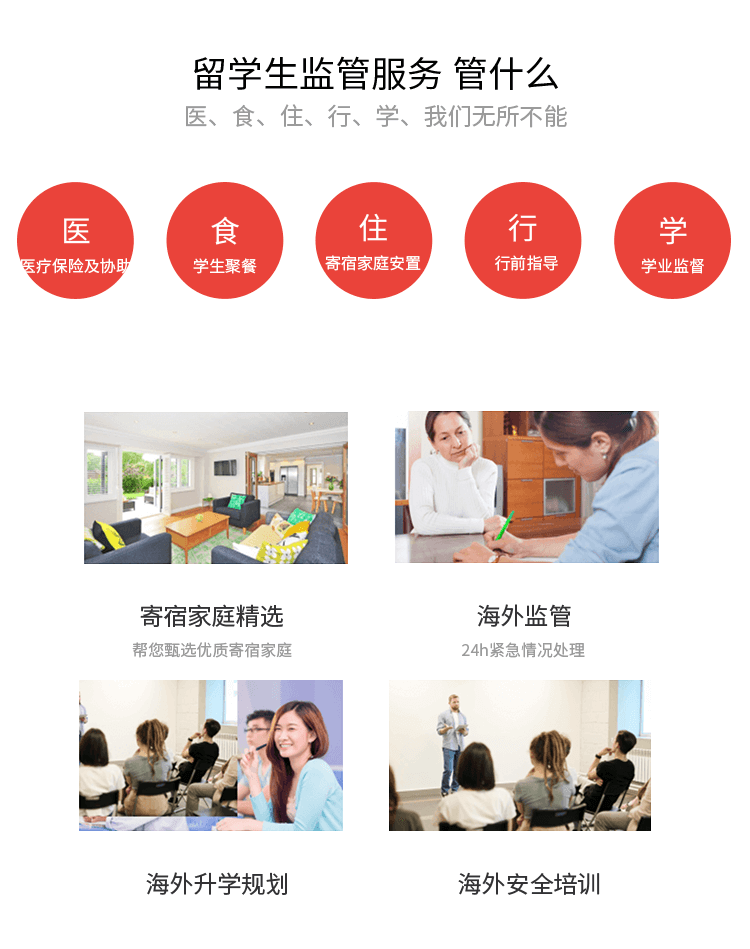 留学生监管服务 管什么
医、食、住、行、学、我们无所不能
医
医疗保险及协助
食
学生聚餐
住
寄宿家庭安置
行
行前指导
学
学业监督
寄宿家庭精选
帮您甄选优质寄宿家庭
海外监管
24h紧急情况处理
海外升学规划
海外安全培训